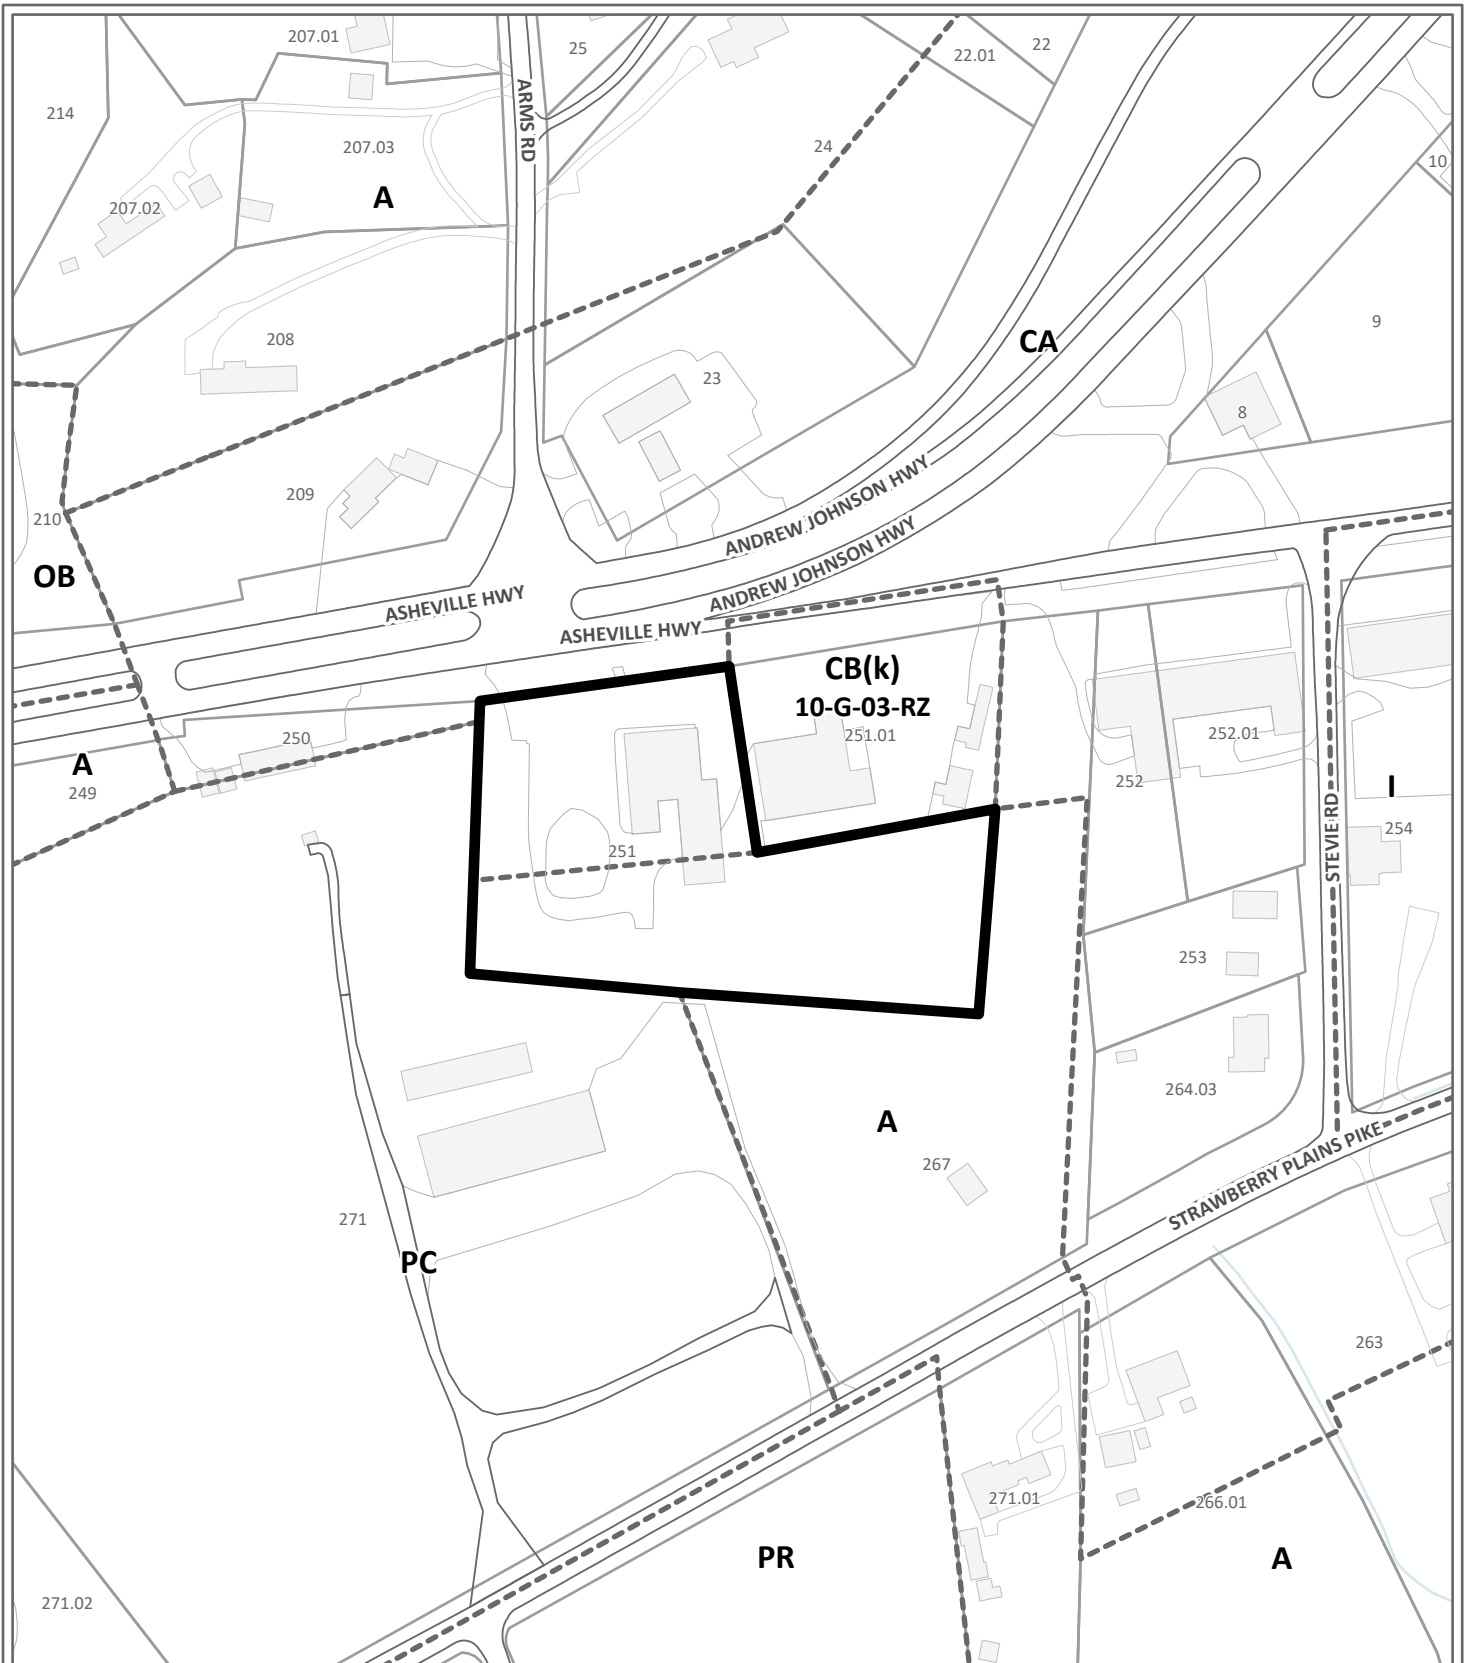 207.01
25
22.01
22
214
ARMS RD
207.03
24
10
A
207.02
208
CA
9
23
8
209
210
OB
ANDREW JOHNSON HWY
ANDREW JOHNSON HWY
ASHEVILLE HWY
ASHEVILLE HWY
CB(k)
10-G-03-RZ
251.01
250
252.01
A
249
252
I
STEVIE RD
254
251
253
264.03
A
267
STRAWBERRY PLAINS PIKE
271
PC
263
271.01
266.01
PR
A
271.02